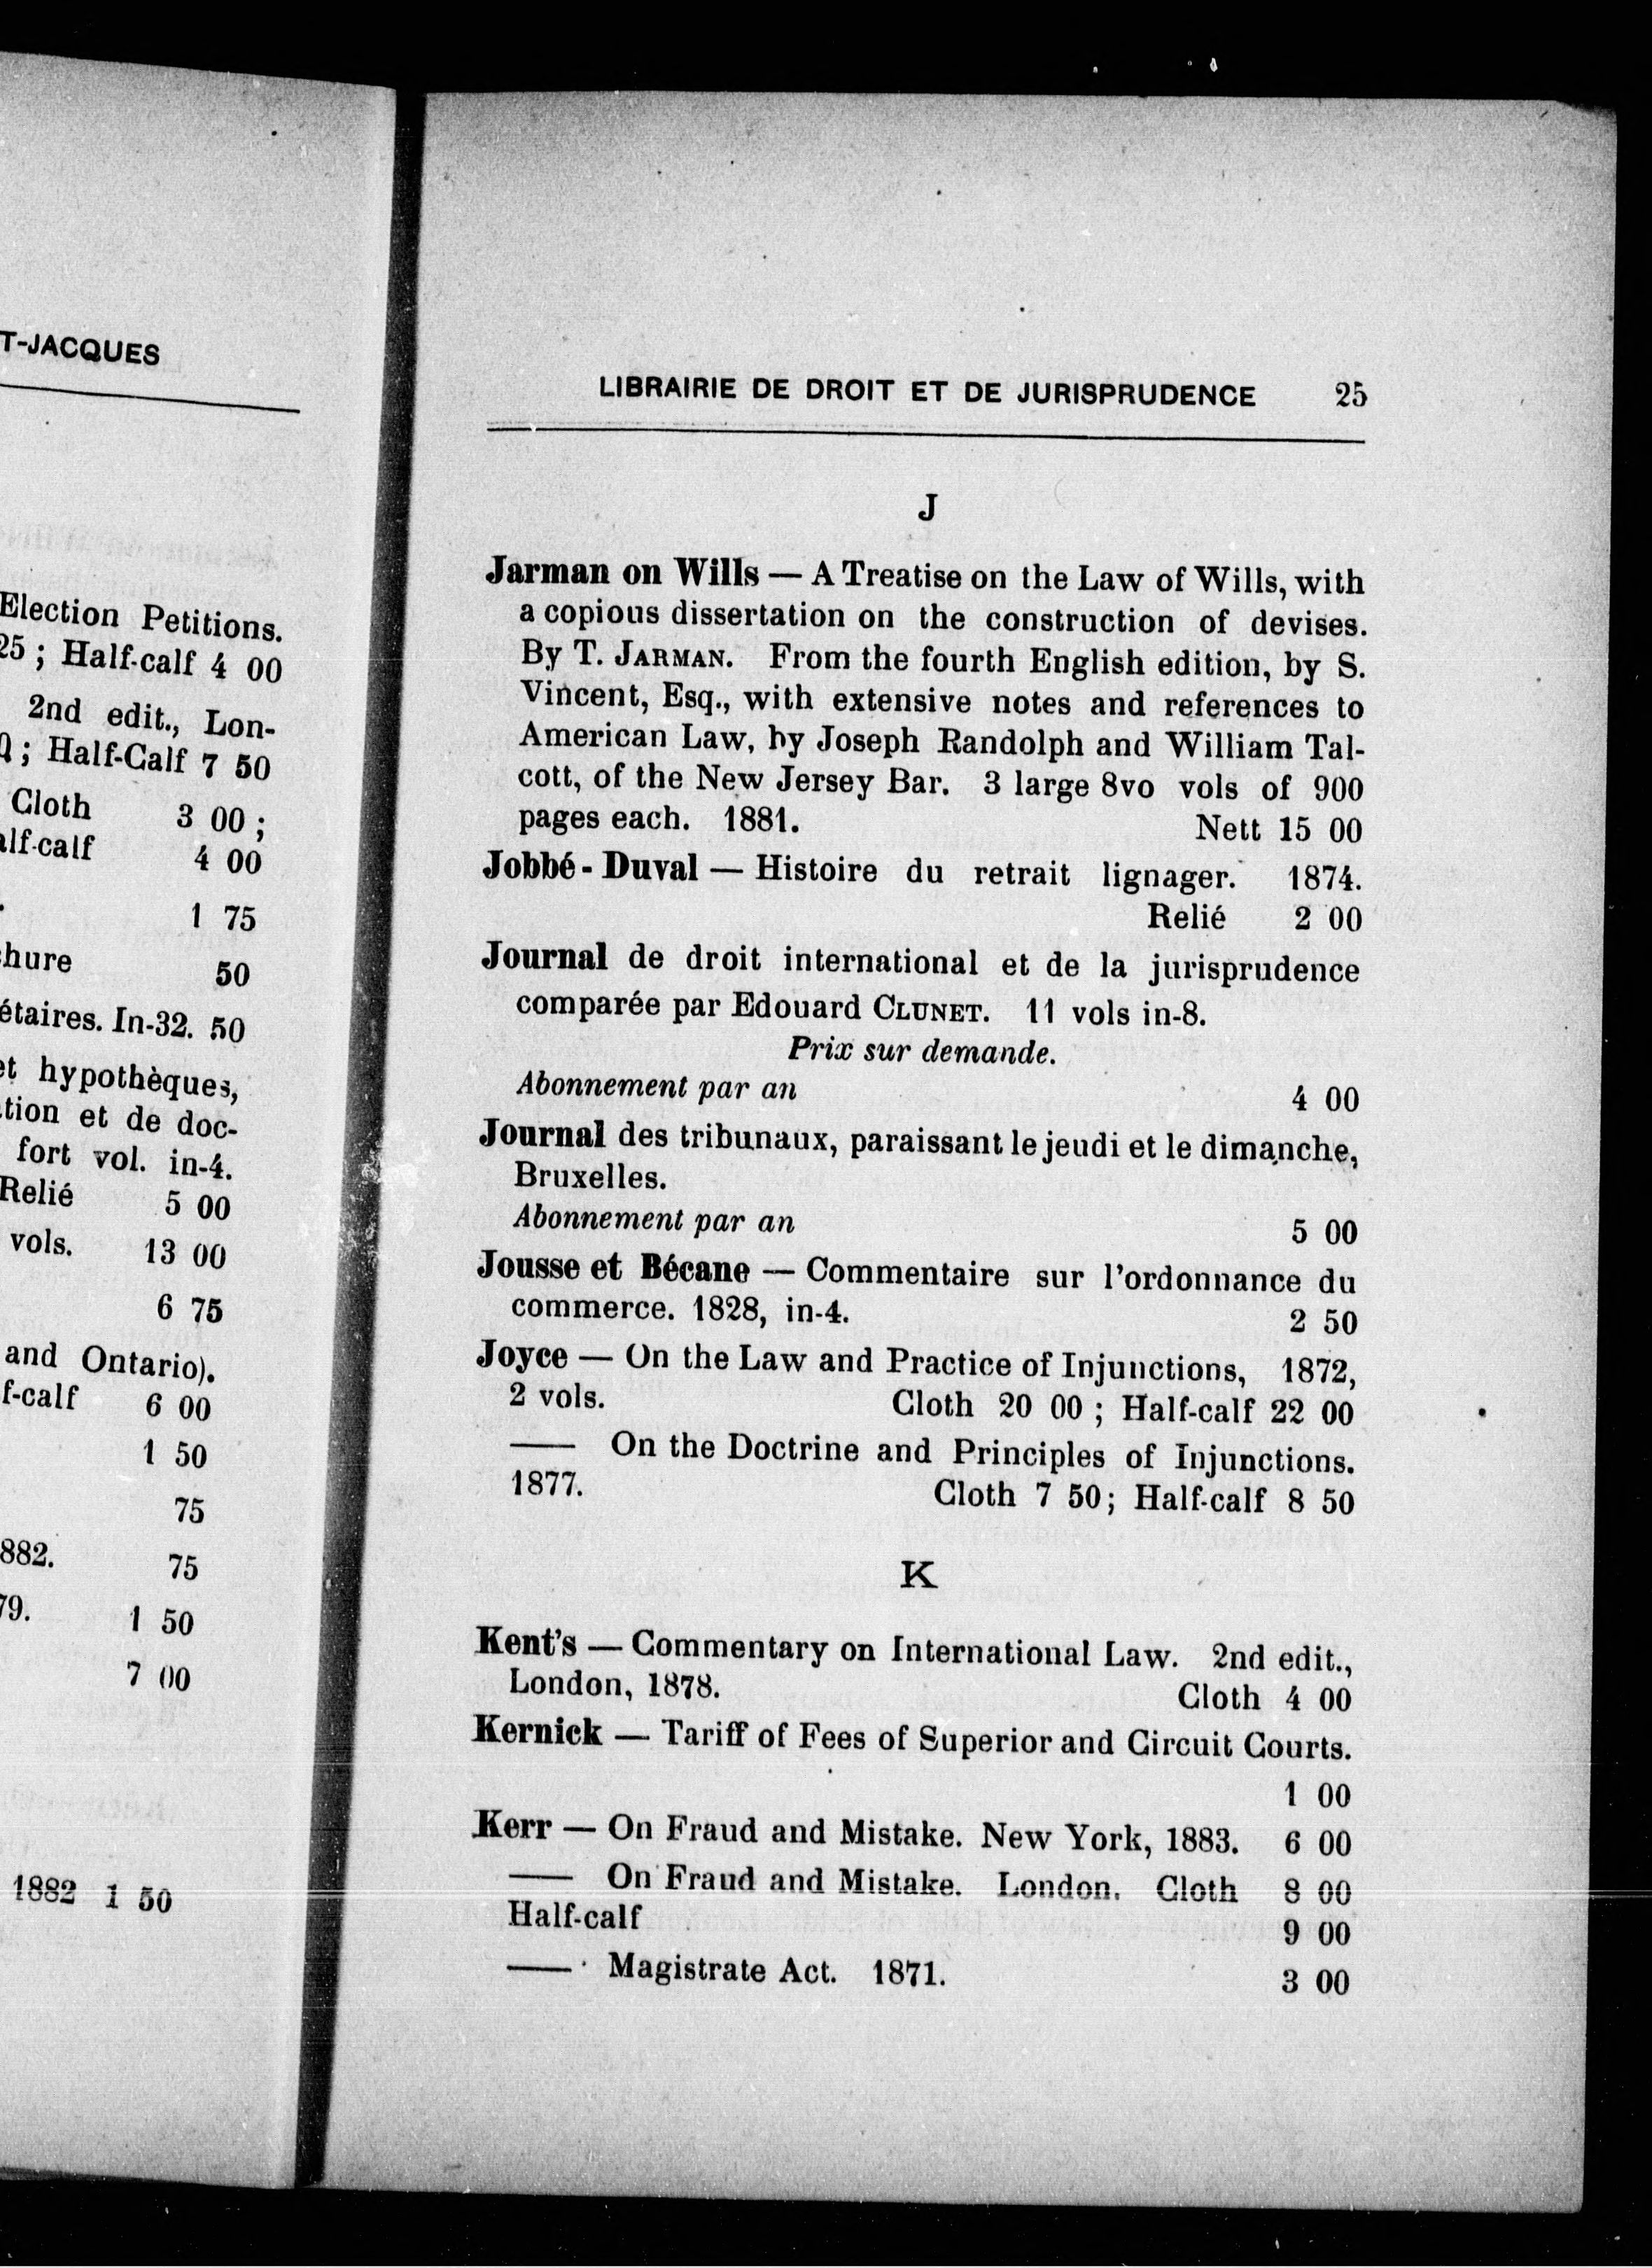 T-JACQUES
Election Petitions.
25 ; Half-calf 4 00
2nd edit., Lon-
; Half-Calf 7 50
Cloth 3 00 ;
alf-calf 4 00
1 75
hure 50
étaires. In-32. 50
et hypothèques,
tion et de doc-
fort vol. in-4.
Relié 5 00
vols. 13 00
6 75
and Ontario).
f-calf 6 00
1 50
75
882. 75
79. 1 50
7 00
1882 1 50
LIBRAIRIE DE DROIT ET DE JURISPRUDENCE 25
J
Jarman on Wills — A Treatise on the Law of Wills, with
a copious dissertation on the construction of devises.
By T. JARMAN. From the fourth English edition, by S.
Vincent, Esq., with extensive notes and references to
American Law, by Joseph Randolph and William Tal-
cott, of the New Jersey Bar. 3 large 8vo vols of 900
pages each. 1881. Nett 15 00
Jobbé-Duval — Histoire du retrait lignager. 1874.
Relié 2 00
Journal de droit international et de la jurisprudence
comparée par Edouard CLUNET. 11 vols in-8.
Prix sur demande.
Abonnement par an 4 00
Journal des tribunaux, paraissant le jeudi et le dimanche,
Bruxelles.
Abonnement par an 5 00
Jousse et Bécane — Commentaire sur l'ordonnance du
commerce. 1828, in-4. 2 50
Joyce — On the Law and Practice of Injunctions, 1872,
2 vols. Cloth 20 00 ; Half-calf 22 00
—— On the Doctrine and Principles of Injunctions.
1877. Cloth 7 50; Half-calf 8 50
K
Kent's — Commentary on International Law. 2nd edit.,
London, 1878. Cloth 4 00
Kernick — Tariff of Fees of Superior and Circuit Courts.
1 00
Kerr — On Fraud and Mistake. New York, 1883. 6 00
—— On Fraud and Mistake. London. Cloth 8 00
Half-calf 9 00
—— Magistrate Act. 1871. 3 00